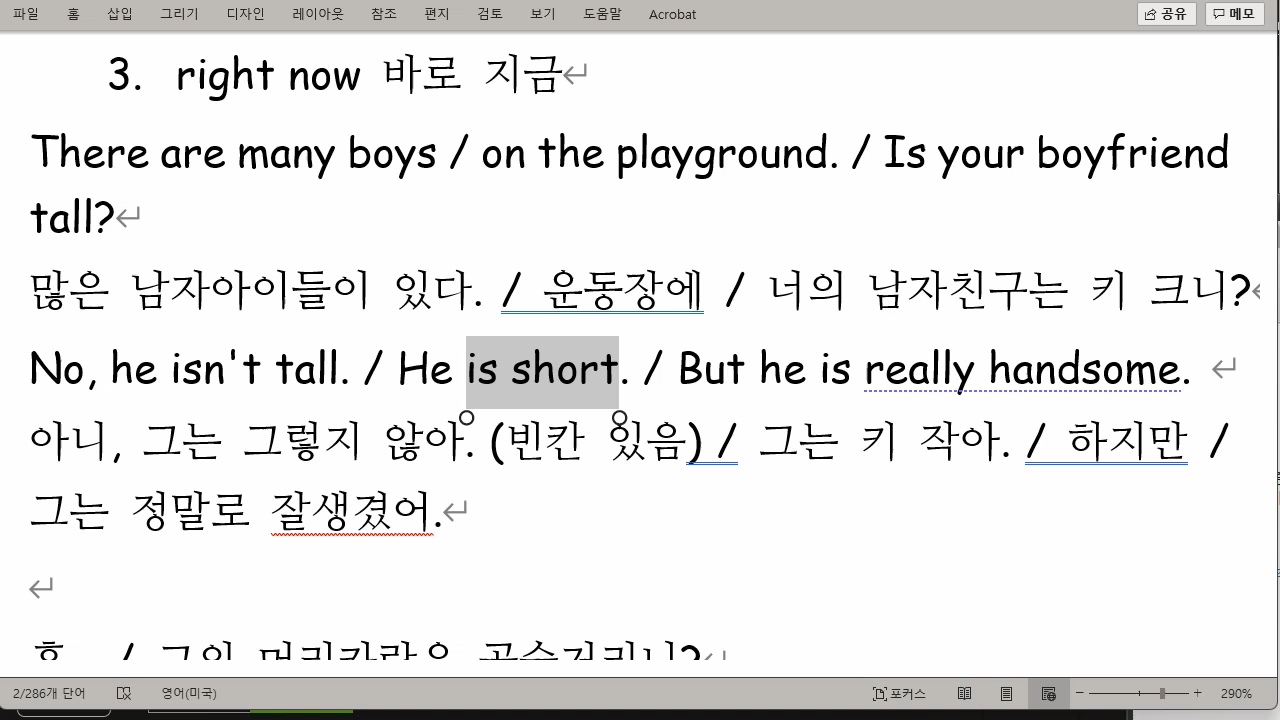 파일 홈 삽입 그리기 디자인 레이아웃 참조 편지 검토 보기 도움말 Acrobat 공유 메모
3. right now 바로 지금
There are many boys / on the playground. / Is your boyfriend
tall?
많은 남자아이들이 있다. / 운동장에 / 너의 남자친구는 키 크니?
No, he isn't tall. / He is short. / But he is really handsome.
아니, 그는 그렇지 않아. (빈칸 있음) / 그는 키 작아. / 하지만 /
그는 정말로 잘생겼어.
2/286개 단어 영어(미국) 포커스 290%